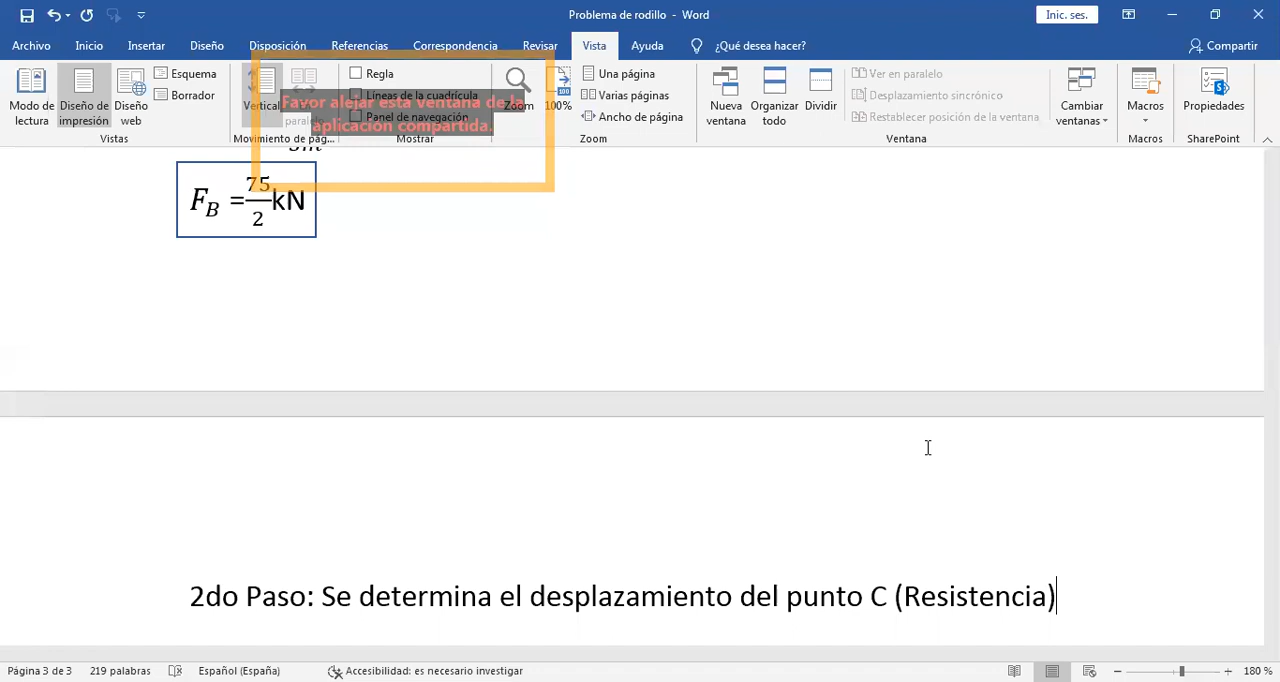 Problema de rodillo - Word
Inic. ses.
Archivo Inicio Insertar Diseño Disposición Referencias Correspondencia Revisar Vista Ayuda ¿Qué desea hacer? Compartir
Modo de lectura
Diseño de impresión
Diseño web
Esquema
Borrador
Vistas
Vertical
Movimiento de pág...
Regla
Líneas de la cuadrícula
Panel de navegación
Mostrar
Favor alejar esta ventana de la
aplicación compartida.
Zoom
100%
Una página
Varias páginas
Ancho de página
Zoom
Nueva ventana
Organizar todo
Dividir
Ver en paralelo
Desplazamiento sincrónico
Restablecer posición de la ventana
Ventana
Cambiar ventanas
Macros
Macros
Propiedades
SharePoint
F_B = 75/2 kN
2do Paso: Se determina el desplazamiento del punto C (Resistencia)
Página 3 de 3 219 palabras Español (España) Accesibilidad: es necesario investigar 180 %